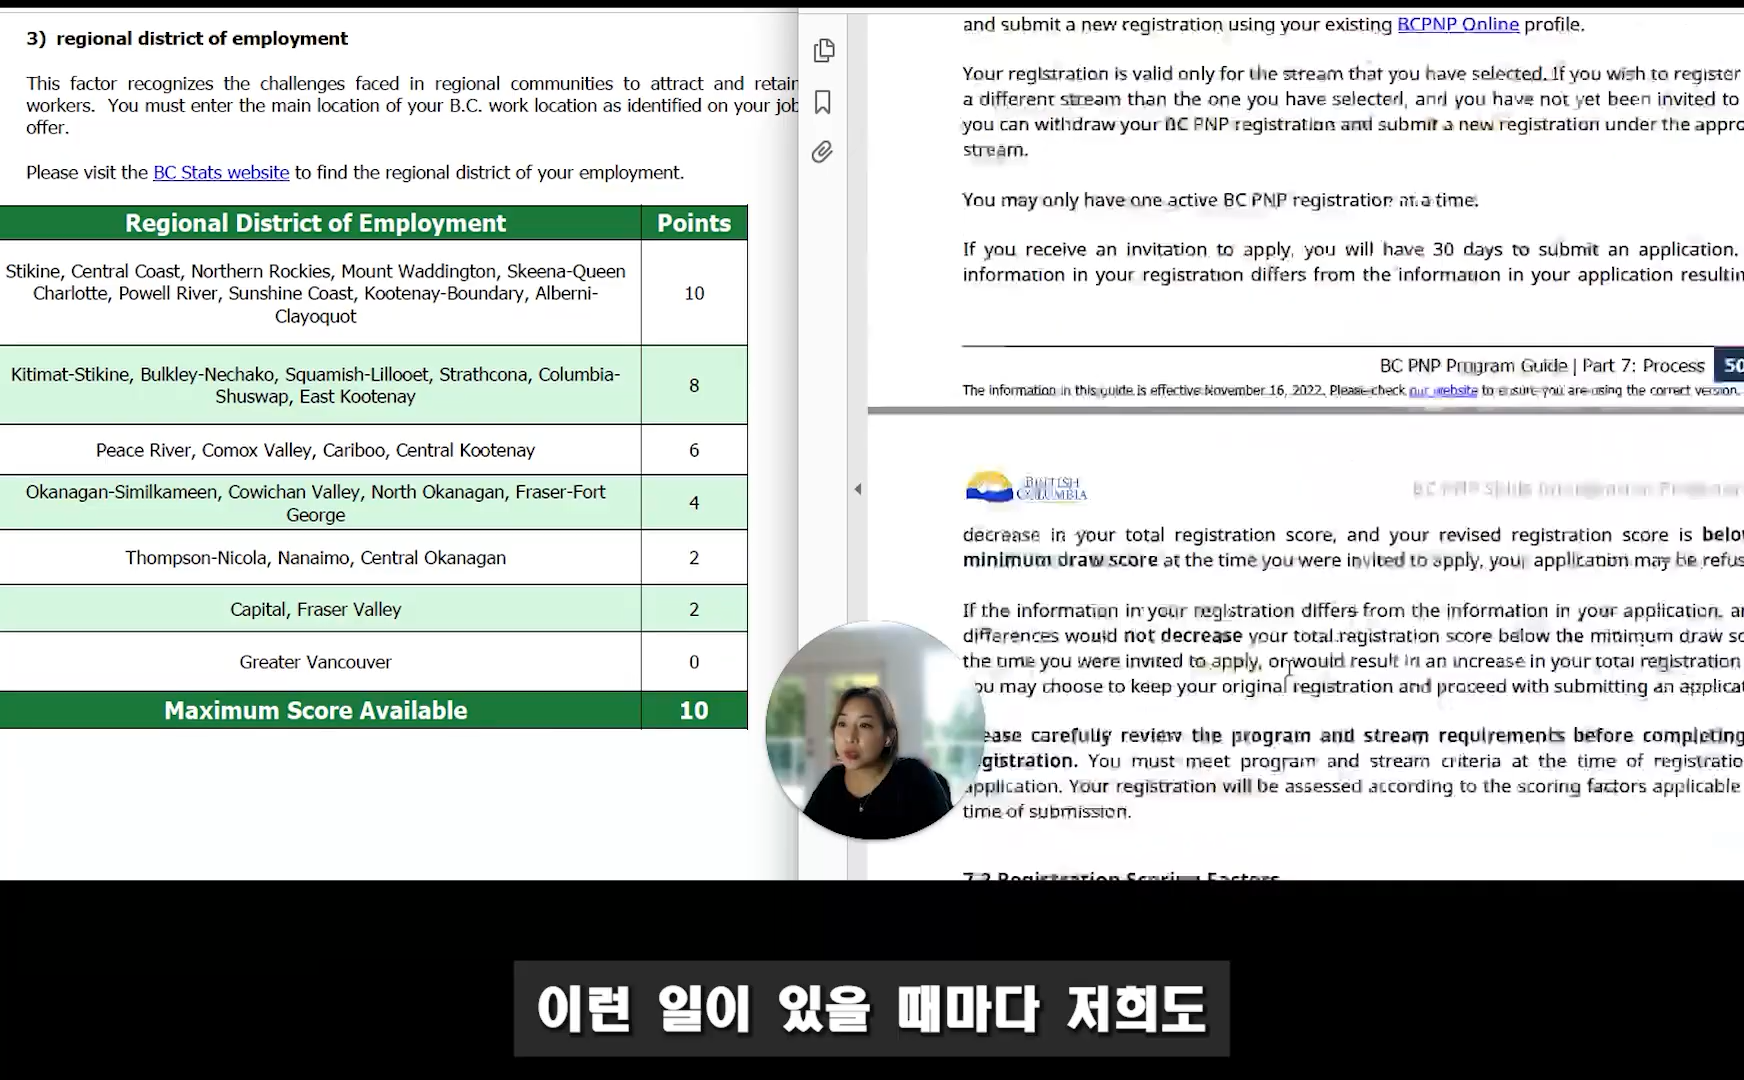 3) regional district of employment
This factor recognizes the challenges faced in regional communities to attract and retain
workers. You must enter the main location of your B.C. work location as identified on your job
offer.
Please visit the BC Stats website to find the regional district of your employment.
Regional District of Employment Points
Stikine, Central Coast, Northern Rockies, Mount Waddington, Skeena-Queen
Charlotte, Powell River, Sunshine Coast, Kootenay-Boundary, Alberni-
Clayoquot
10
Kitimat-Stikine, Bulkley-Nechako, Squamish-Lillooet, Strathcona, Columbia-
Shuswap, East Kootenay
8
Peace River, Comox Valley, Cariboo, Central Kootenay 6
Okanagan-Similkameen, Cowichan Valley, North Okanagan, Fraser-Fort
George
4
Thompson-Nicola, Nanaimo, Central Okanagan 2
Capital, Fraser Valley 2
Greater Vancouver 0
Maximum Score Available 10
and submit a new registration using your existing BCPNP Online profile.
Your registration is valid only for the stream that you have selected. If you wish to register
a different stream than the one you have selected, and you have not yet been invited to
you can withdraw your BC PNP registration and submit a new registration under the appro
stream.
You may only have one active BC PNP registration at a time.
If you receive an invitation to apply, you will have 30 days to submit an application.
information in your registration differs from the information in your application resultin
BC PNP Program Guide | Part 7: Process 50
The information in this guide is effective November 16, 2022. Please check our website to ensure you are using the correct version.
BRITISH
COLUMBIA
decrease in your total registration score, and your revised registration score is belo
minimum draw score at the time you were invited to apply, your application may be refus
If the information in your registration differs from the information in your application, a
differences would not decrease your total registration score below the minimum draw sc
the time you were invited to apply, or would result in an increase in your total registration
ou may choose to keep your original registration and proceed with submitting an applicat
ease carefully review the program and stream requirements before completing
gistration. You must meet program and stream criteria at the time of registratio
application. Your registration will be assessed according to the scoring factors applicable
time of submission.
7.2 Registration Scoring Factors
이런 일이 있을 때마다 저희도